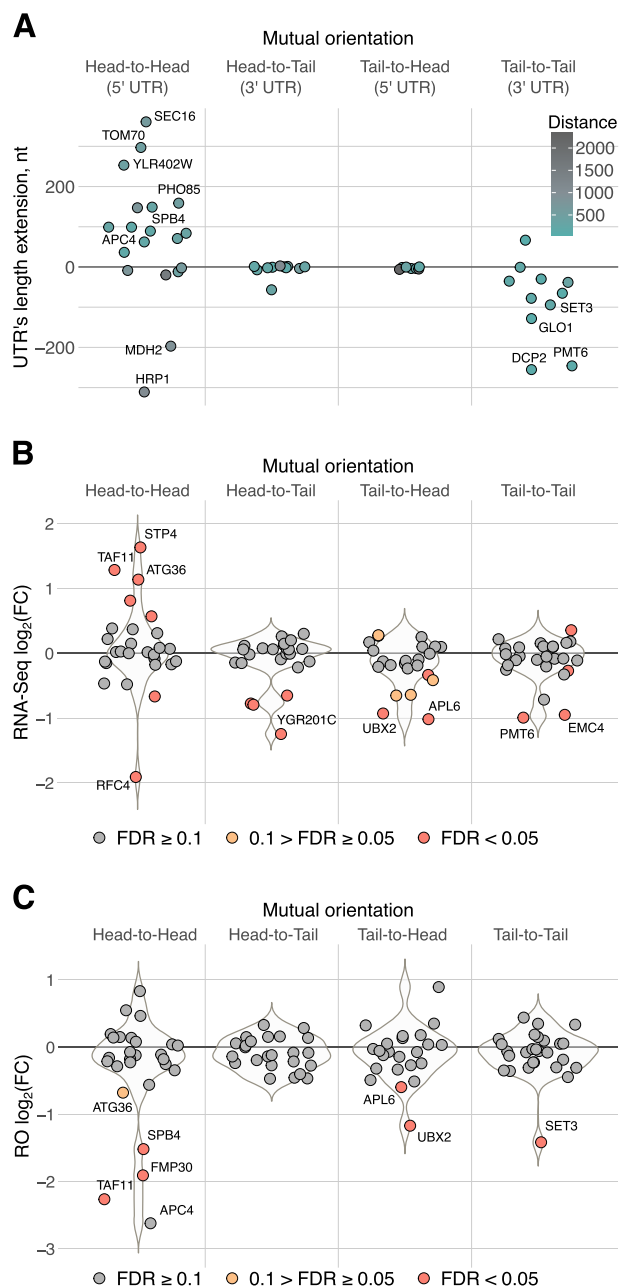 A
Mutual orientation
Head-to-Head Head-to-Tail Tail-to-Head Tail-to-Tail
(5' UTR) (3' UTR) (5' UTR) (3' UTR)
UTR's length extension, nt
200
0
−200
SEC16
TOM70
YLR402W
PHO85
SPB4
APC4
MDH2
HRP1
SET3
GLO1
DCP2
PMT6
Distance
2000
1500
1000
500
B
Mutual orientation
Head-to-Head Head-to-Tail Tail-to-Head Tail-to-Tail
RNA-Seq log2(FC)
2
1
0
−1
−2
STP4
TAF11
ATG36
RFC4
YGR201C
UBX2
APL6
PMT6
EMC4
FDR ≥ 0.1 0.1 > FDR ≥ 0.05 FDR < 0.05
C
Mutual orientation
Head-to-Head Head-to-Tail Tail-to-Head Tail-to-Tail
RO log2(FC)
1
0
−1
−2
−3
ATG36
SPB4
FMP30
TAF11
APC4
APL6
UBX2
SET3
FDR ≥ 0.1 0.1 > FDR ≥ 0.05 FDR < 0.05